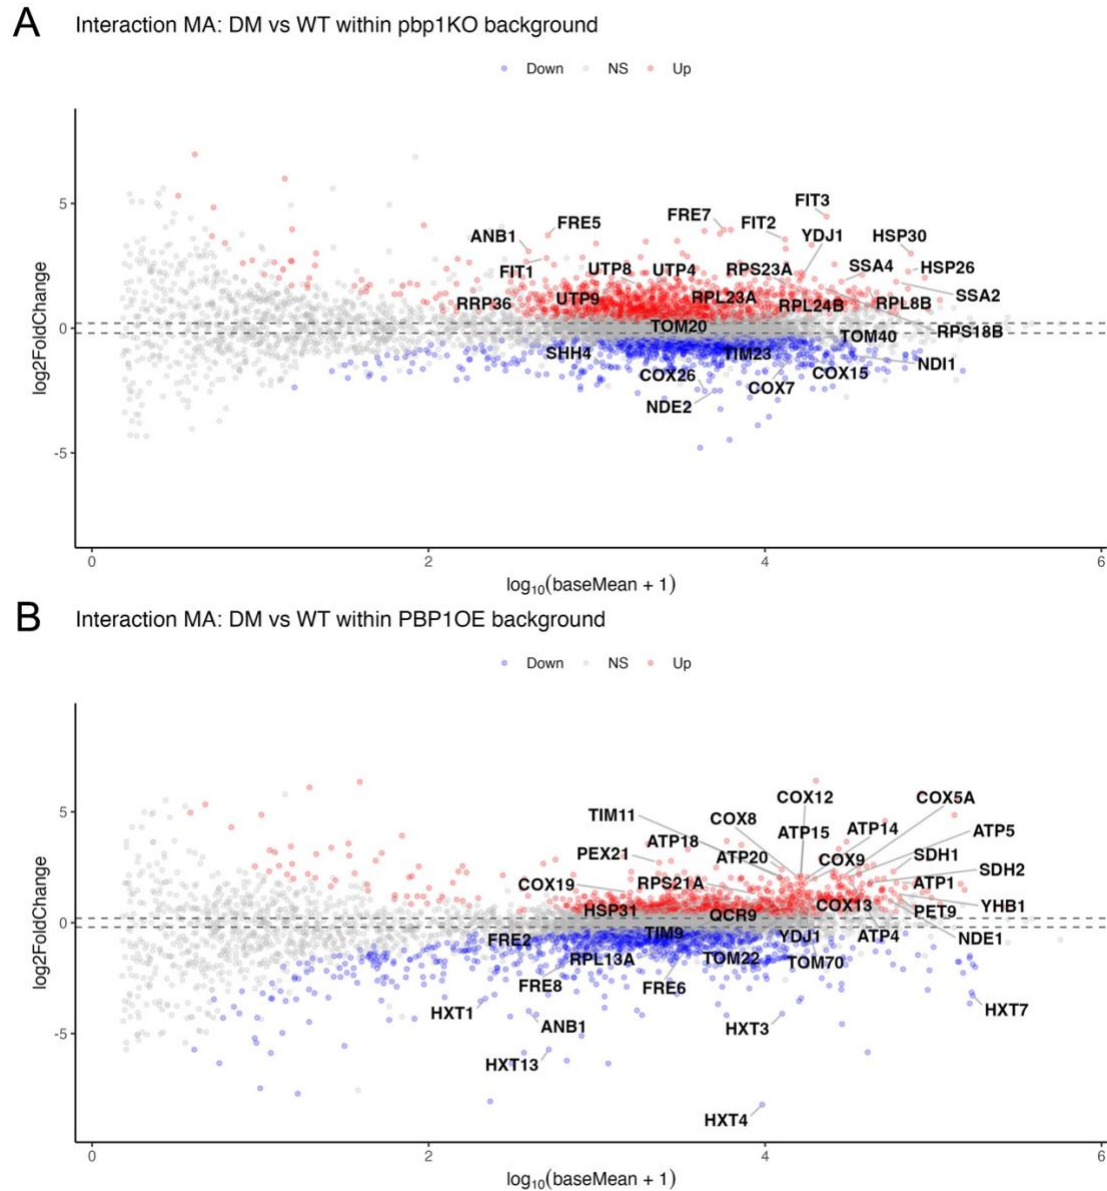 A Interaction MA: DM vs WT within pbp1KO background
Down NS Up
log2FoldChange
5
0
-5
FIT3
FRE7
FIT2
FRE5
ANB1
YDJ1
HSP30
FIT1
UTP8
UTP4
RPS23A
SSA4
HSP26
RRP36
UTP9
RPL23A
RPL24B
RPL8B
SSA2
TOM20
TOM40
RPS18B
SHH4
TIM23
NDI1
COX26
COX7
COX15
NDE2
0 2 4 6
log₁₀(baseMean + 1)
B Interaction MA: DM vs WT within PBP1OE background
Down NS Up
log2FoldChange
5
0
-5
COX12
COX5A
TIM11
COX8
ATP15
ATP14
ATP5
ATP18
PEX21
ATP20
COX9
SDH1
SDH2
COX19
RPS21A
ATP1
YHB1
HSP31
QCR9
COX13
PET9
FRE2
TIM9
YDJ1
ATP4
NDE1
RPL13A
TOM22
TOM70
FRE8
FRE6
HXT1
ANB1
HXT3
HXT7
HXT13
HXT4
0 2 4 6
log₁₀(baseMean + 1)